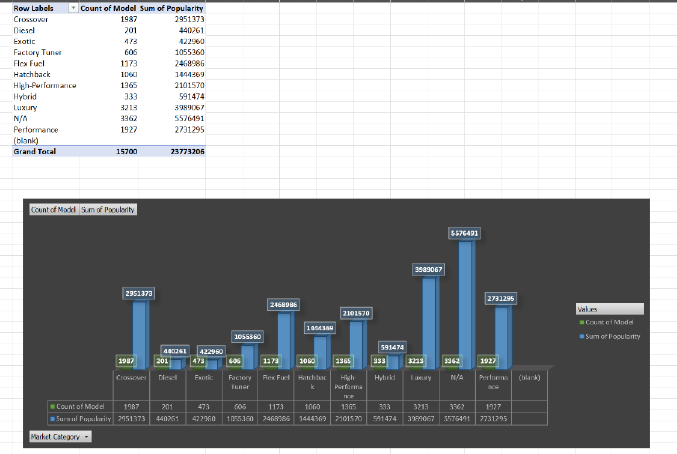 Row Labels Count of Model Sum of Popularity
Crossover 1987 2951373
Diesel 201 440261
Exotic 473 422960
Factory Tuner 606 1055360
Flex Fuel 1173 2468986
Hatchback 1060 1444369
High-Performance 1365 2101570
Hybrid 333 591474
Luxury 3213 3989067
N/A 3362 5576491
Performance 1927 2731295
(blank)
Grand Total 15700 23773206
Count of Model Sum of Popularity
5576491
3989067
2951373
2731295
2468986
2101570
1444369
1055360
591474
440261
422960
Values
Count of Model
Sum of Popularity
1987 201 473 606 1173 1060 1365 333 3213 3362 1927
Crossover Diesel Exotic Factory Flex Fuel Hatchbac High- Hybrid Luxury N/A Performa (blank)
Tuner k Performa nce
nce
Count of Model 1987 201 473 606 1173 1060 1365 333 3213 3362 1927
Sum of Popularity 2951373 440261 422960 1055360 2468986 1444369 2101570 591474 3989067 5576491 2731295
Market Category